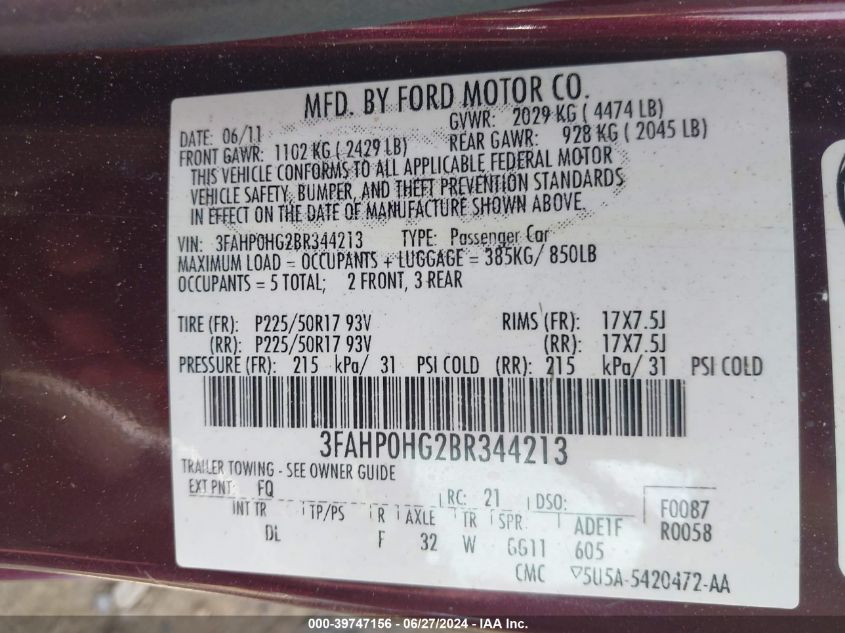 MFD. BY FORD MOTOR CO.
DATE: 06/11 GVWR: 2029 KG ( 4474 LB)
FRONT GAWR: 1102 KG ( 2429 LB) REAR GAWR: 928 KG ( 2045 LB)
THIS VEHICLE CONFORMS TO ALL APPLICABLE FEDERAL MOTOR
VEHICLE SAFETY, BUMPER, AND THEFT PREVENTION STANDARDS
IN EFFECT ON THE DATE OF MANUFACTURE SHOWN ABOVE.
VIN: 3FAHP0HG2BR344213 TYPE: Passenger Car
MAXIMUM LOAD = OCCUPANTS + LUGGAGE = 385KG/ 850LB
OCCUPANTS = 5 TOTAL; 2 FRONT, 3 REAR
TIRE (FR): P225/50R17 93V RIMS (FR): 17X7.5J
(RR): P225/50R17 93V (RR): 17X7.5J
PRESSURE (FR): 215 kPa/ 31 PSI COLD (RR): 215 kPa/ 31 PSI COLD
3FAHP0HG2BR344213
TRAILER TOWING - SEE OWNER GUIDE
EXT PNT: FQ RC: 21 DSO: F0087
INT TR TP/PS R AXLE TR SPR ADE1F R0058
DL F 32 W GG11 605
CMC ▽5U5A-5420472-AA
000-39747156 - 06/27/2024 - IAA Inc.